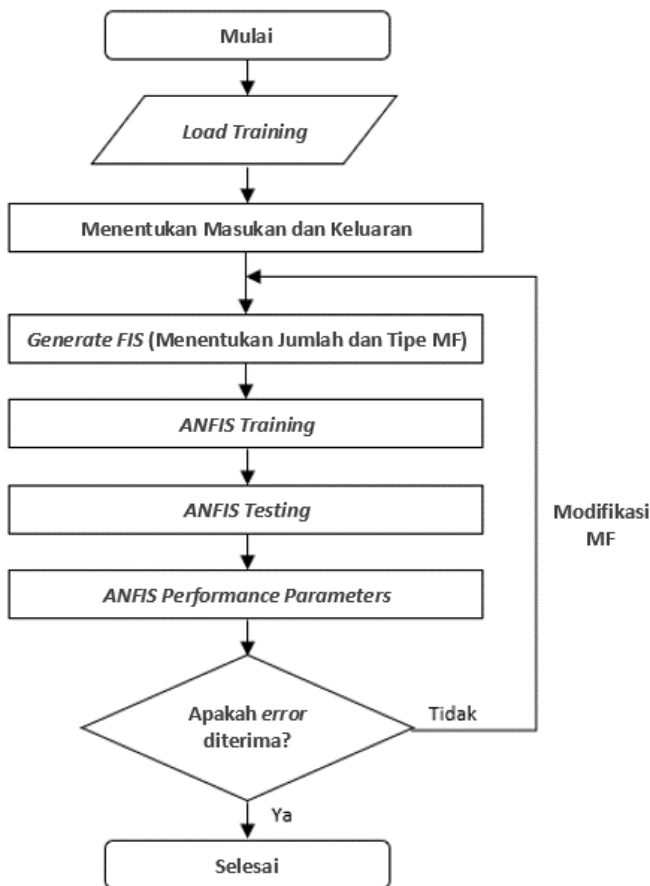 Mulai
Load Training
Menentukan Masukan dan Keluaran
Generate FIS (Menentukan Jumlah dan Tipe MF)
ANFIS Training
ANFIS Testing
Modifikasi
MF
ANFIS Performance Parameters
Apakah error
diterima?
Tidak
Ya
Selesai